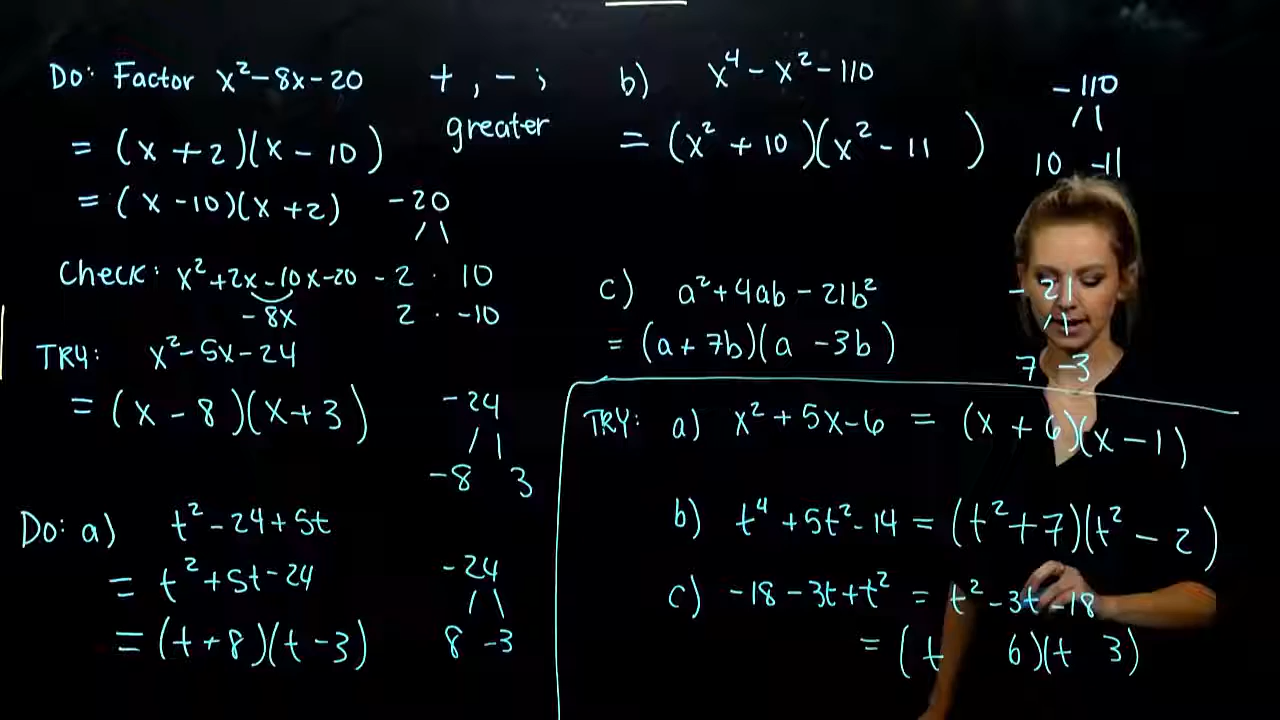 Do: Factor x²-8x-20 +, - ;
greater
= (x + 2)(x - 10)
= (x - 10)(x + 2)
-20
- 2 · 10
2 · -10
Check: x² + 2x - 10x - 20
- 8x
TRY: x² - 5x - 24
= (x - 8)(x + 3)
-24
-8 3
Do: a) t² - 24 + 5t
= t² + 5t - 24
= (t + 8)(t - 3)
-24
8 -3
b) x⁴ - x² - 110
= (x² + 10)(x² - 11 )
-110
10 -11
c) a² + 4ab - 21b²
= (a + 7b)(a - 3b)
-21
7 -3
TRY: a) x² + 5x - 6 = (x + 6)(x - 1)
b) t⁴ + 5t² - 14 = (t² + 7)(t² - 2)
c) -18 - 3t + t² = t² - 3t - 18
= (t 6)(t 3)